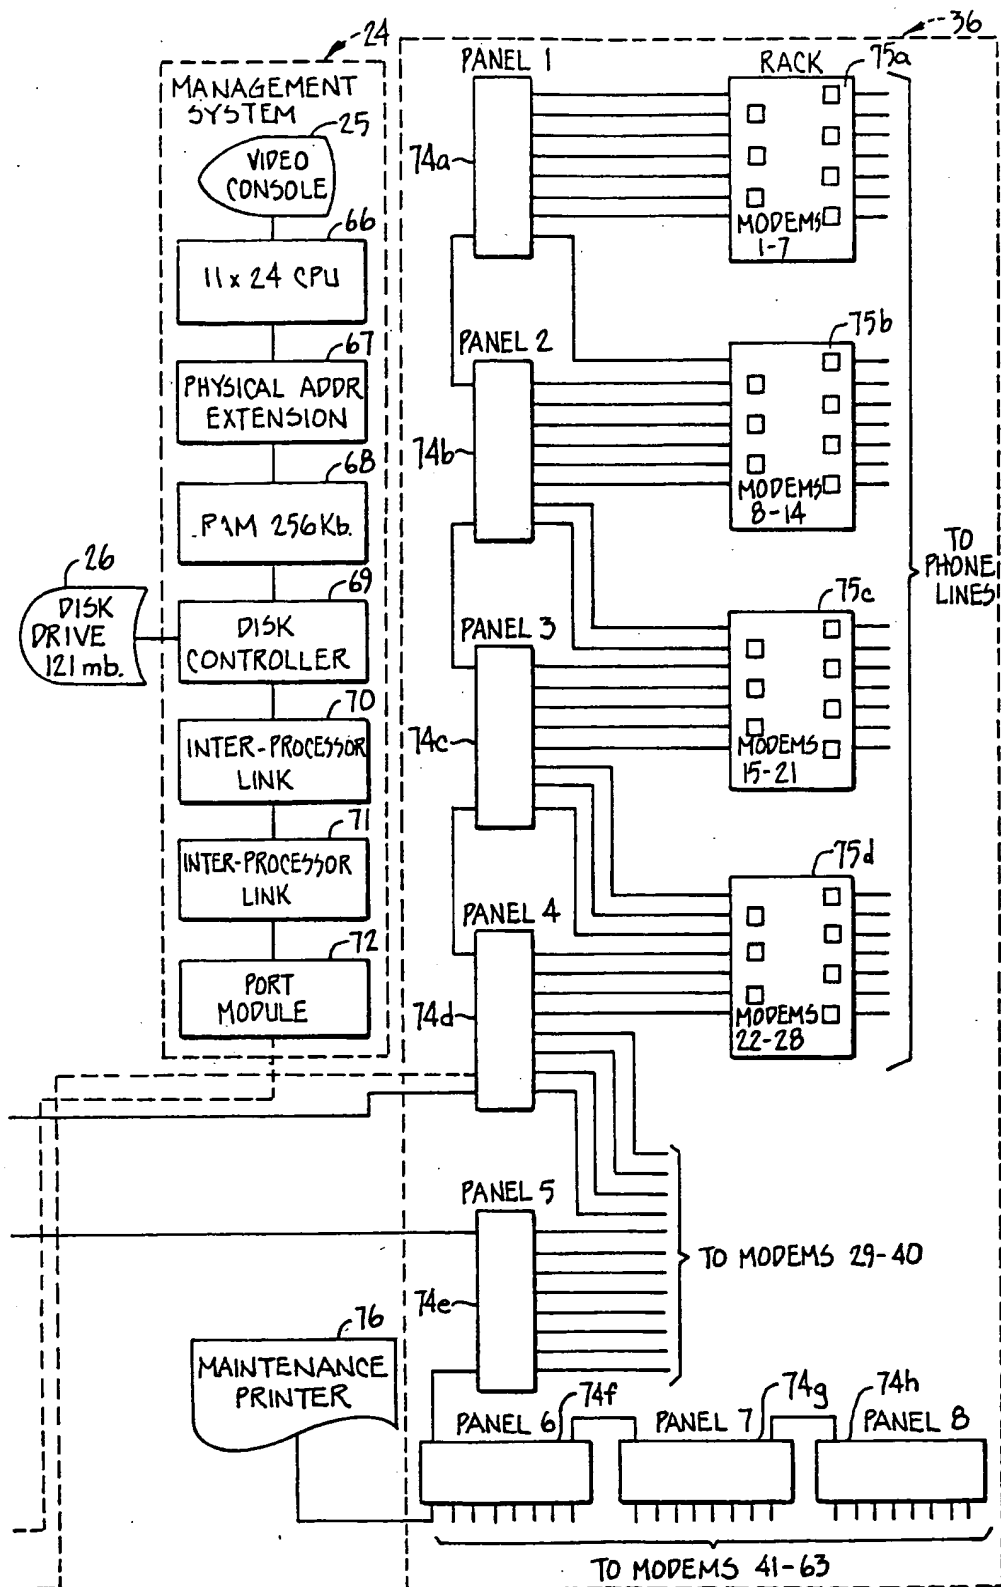 24
36
MANAGEMENT
SYSTEM
25
VIDEO
CONSOLE
66
11 x 24 CPU
67
PHYSICAL ADDR
EXTENSION
68
RAM 256 Kb.
26
DISK
DRIVE
121 mb.
69
DISK
CONTROLLER
70
INTER-PROCESSOR
LINK
71
INTER-PROCESSOR
LINK
72
PORT
MODULE
PANEL 1
74a
RACK
75a
MODEMS
1-7
PANEL 2
74b
75b
MODEMS
8-14
TO
PHONE
LINES
PANEL 3
74c
75c
MODEMS
15-21
PANEL 4
74d
75d
MODEMS
22-28
PANEL 5
74e
TO MODEMS 29-40
76
MAINTENANCE
PRINTER
74f
74g
74h
PANEL 6
PANEL 7
PANEL 8
TO MODEMS 41-63